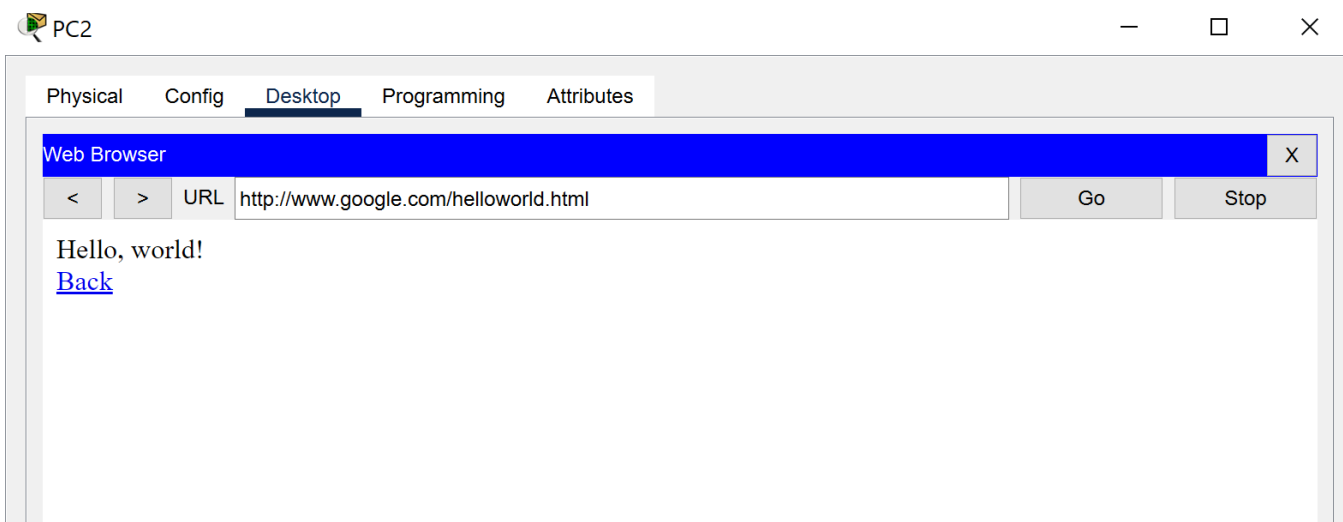 PC2
Physical Config Desktop Programming Attributes
Web Browser X
< > URL http://www.google.com/helloworld.html Go Stop
Hello, world!
Back